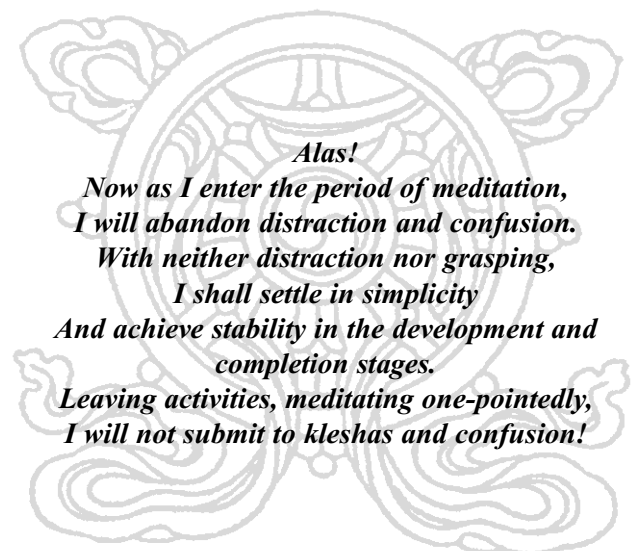 Alas!
Now as I enter the period of meditation,
I will abandon distraction and confusion.
With neither distraction nor grasping,
I shall settle in simplicity
And achieve stability in the development and
completion stages.
Leaving activities, meditating one-pointedly,
I will not submit to kleshas and confusion!